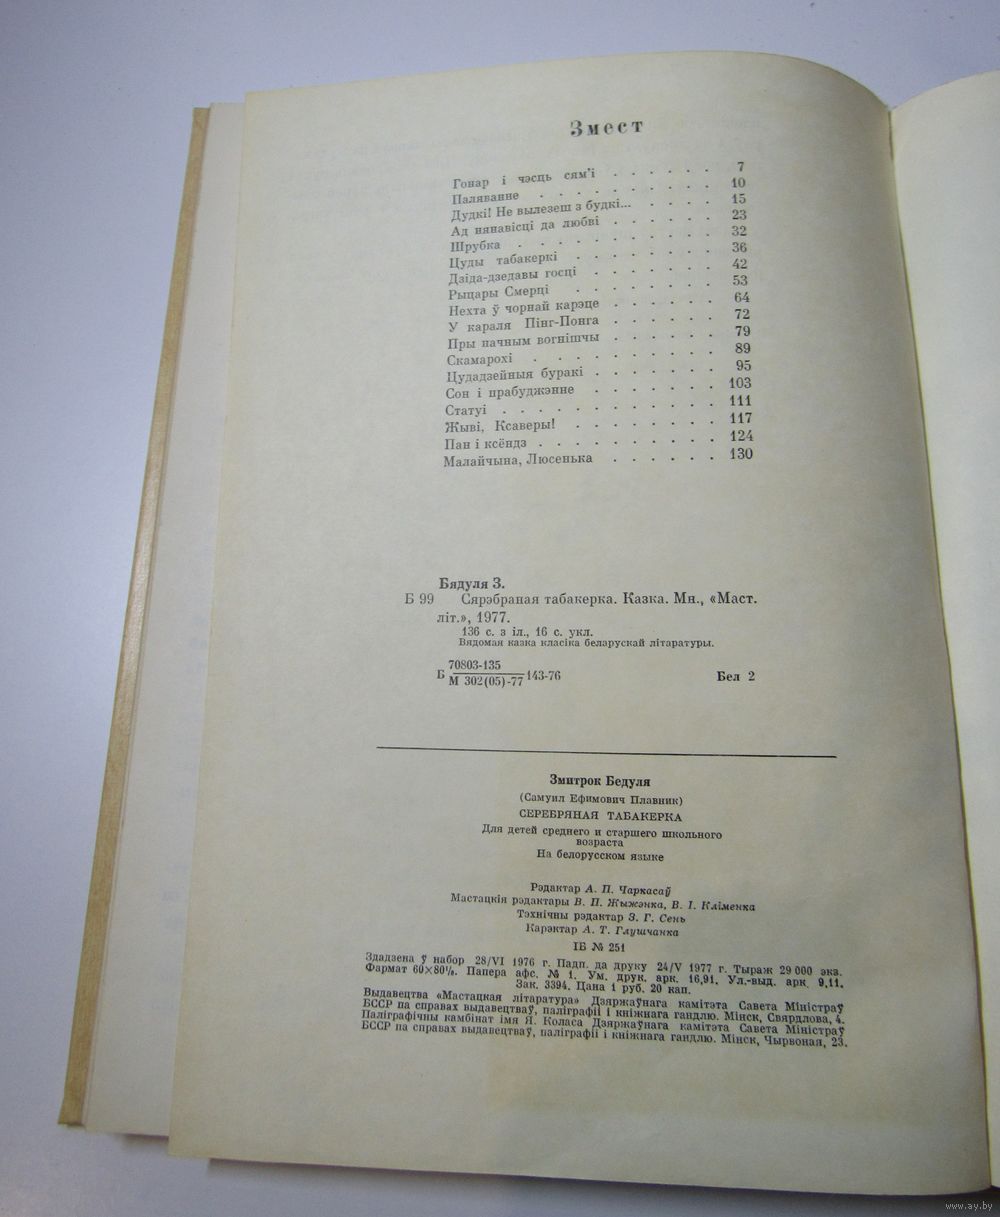 Змест
Гонар і чэсць сям'і . . . . . . 7
Паляванне . . . . . . . . . 10
Дудкі! Не вылезеш з будкі... . . . . 15
Ад нянавісці да любві . . . . . . 23
Шрубка . . . . . . . . . . 32
Цуды табакеркі . . . . . . . 36
Дзіда-дзедавы госці . . . . . . 42
Рыцары Смерці . . . . . . . 53
Нехта ў чорнай карэце . . . . . . 64
У караля Пінг-Понга . . . . . . 72
Пры начным вогнішчы . . . . . . 79
Скамарохі . . . . . . . . . 89
Цудадзейныя буракі . . . . . . 95
Сон і прабуджэнне . . . . . . 103
Статуі . . . . . . . . . . 111
Жыві, Ксаверы! . . . . . . . 117
Пан і ксёндз . . . . . . . . . 124
Малайчына, Люсенька . . . . . . 130
Бядуля З.
Б 99 Сярэбраная табакерка. Казка. Мн., «Маст.
літ.», 1977.
136 с. з іл., 16 с. укл.
Вядомая казка класіка беларускай літаратуры.
70803-135
Б 143-76
М 302(05)-77
Бел 2
Змитрок Бедуля
(Самуил Ефимович Плавник)
СЕРЕБРЯНАЯ ТАБАКЕРКА
Для детей среднего и старшего школьного
возраста
На белорусском языке
Рэдактар А. П. Чаркасаў
Мастацкія рэдактары В. П. Жыжэнка, В. І. Кліменка
Тэхнічны рэдактар З. Г. Сень
Карэктар А. Т. Глушчанка
ІБ № 251
Здадзена ў набор 28/VI 1976 г. Падп. да друку 24/V 1977 г. Тыраж 29 000 экз.
Фармат 60×80⅛. Папера афс. № 1. Ум. друк. арк. 16,91. Ул.-выд. арк. 9,11.
Зак. 3394. Цана 1 руб. 20 кап.
Выдавецтва «Мастацкая літаратура» Дзяржаўнага камітэта Савета Міністраў
БССР па справах выдавецтваў, паліграфіі і кніжнага гандлю. Мінск, Свярдлова, 4.
Паліграфічны камбінат імя Я. Коласа Дзяржаўнага камітэта Савета Міністраў
БССР па справах выдавецтваў, паліграфіі і кніжнага гандлю. Мінск, Чырвоная, 23.
www.ay.by